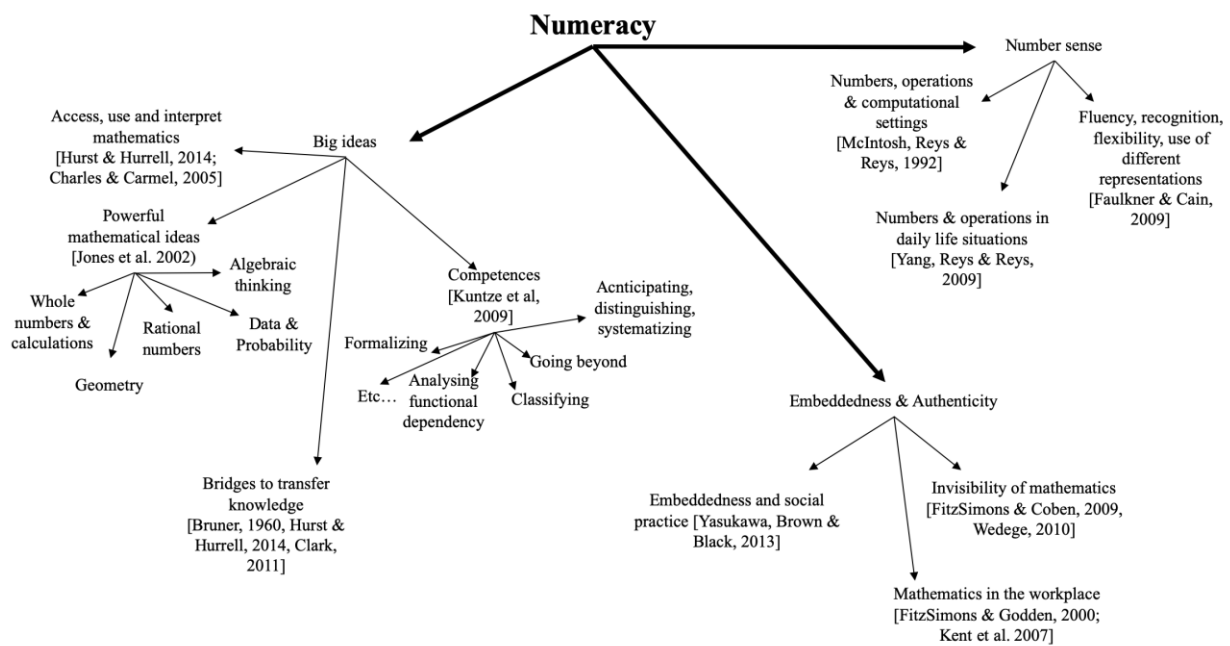 Numeracy
Number sense
Numbers, operations
& computational
settings
[McIntosh, Reys &
Reys, 1992]
Fluency, recognition,
flexibility, use of
different
representations
[Faulkner & Cain,
2009]
Numbers & operations in
daily life situations
[Yang, Reys & Reys,
2009]
Big ideas
Access, use and interpret
mathematics
[Hurst & Hurrell, 2014;
Charles & Carmel, 2005]
Powerful
mathematical ideas
[Jones et al. 2002)
Algebraic
thinking
Whole
numbers &
calculations
Rational
numbers
Data &
Probability
Geometry
Competences
[Kuntze et al,
2009]
Acnticipating,
distinguishing,
systematizing
Formalizing
Going beyond
Etc…
Analysing
functional
dependency
Classifying
Bridges to transfer
knowledge
[Bruner, 1960, Hurst &
Hurrell, 2014, Clark,
2011]
Embeddedness & Authenticity
Embeddedness and social
practice [Yasukawa, Brown &
Black, 2013]
Invisibility of mathematics
[FitzSimons & Coben, 2009,
Wedege, 2010]
Mathematics in the workplace
[FitzSimons & Godden, 2000;
Kent et al. 2007]